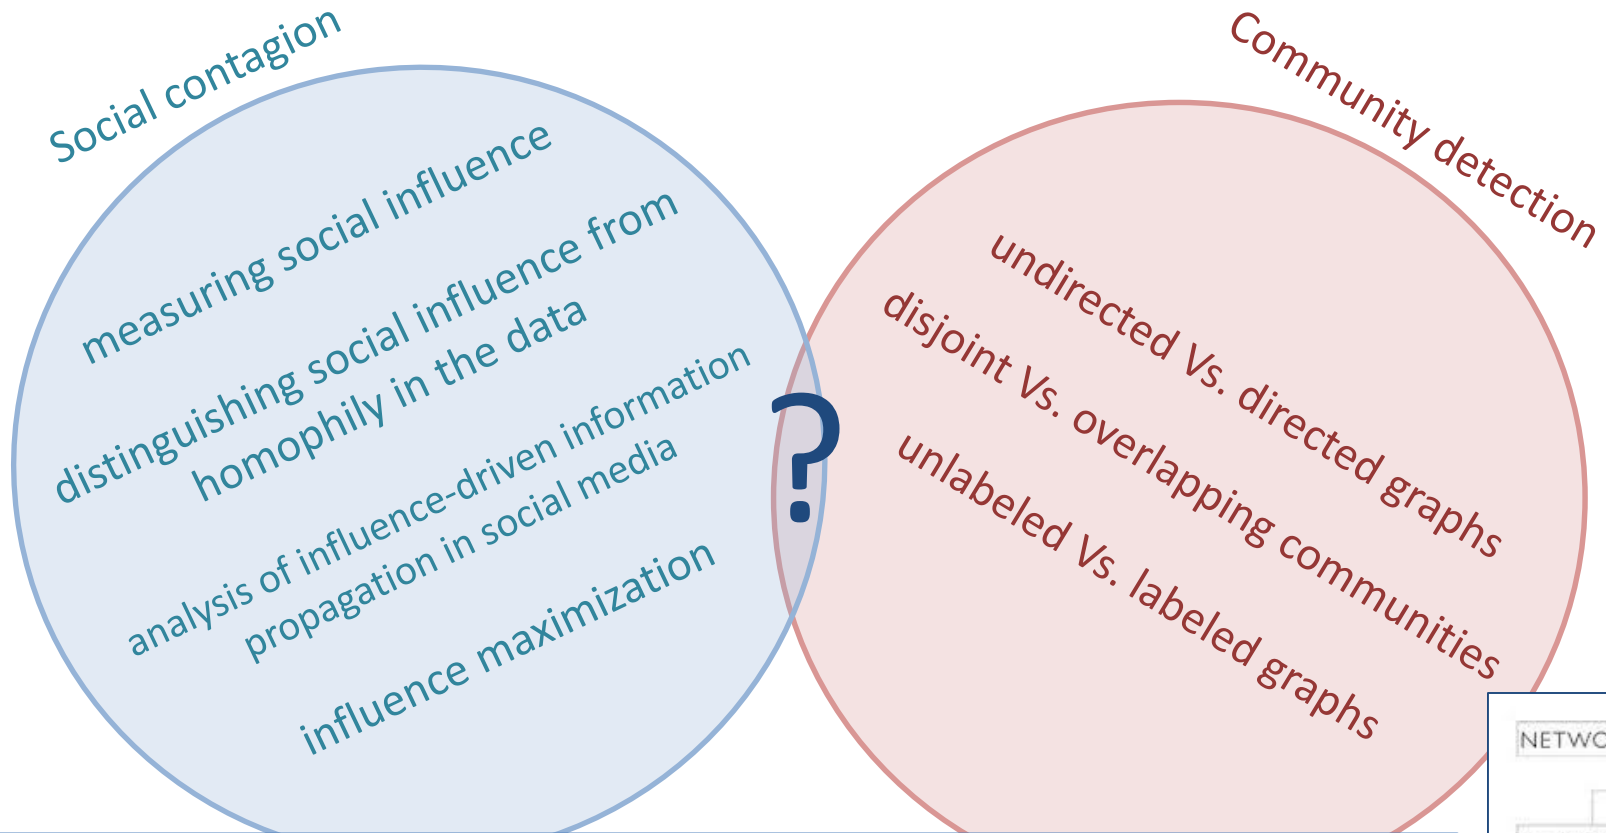 Social contagion
measuring social influence
distinguishing social influence from
homophily in the data
analysis of influence-driven information
propagation in social media
influence maximization
?
Community detection
undirected Vs. directed graphs
disjoint Vs. overlapping communities
unlabeled Vs. labeled graphs